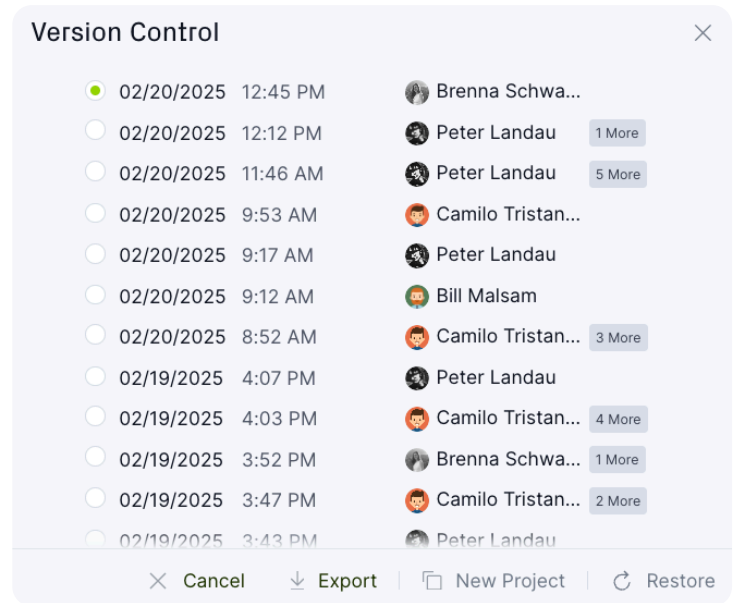 Version Control
02/20/2025 12:45 PM Brenna Schwa...
02/20/2025 12:12 PM Peter Landau 1 More
02/20/2025 11:46 AM Peter Landau 5 More
02/20/2025 9:53 AM Camilo Tristan...
02/20/2025 9:17 AM Peter Landau
02/20/2025 9:12 AM Bill Malsam
02/20/2025 8:52 AM Camilo Tristan... 3 More
02/19/2025 4:07 PM Peter Landau
02/19/2025 4:03 PM Camilo Tristan... 4 More
02/19/2025 3:52 PM Brenna Schwa... 1 More
02/19/2025 3:47 PM Camilo Tristan... 2 More
02/19/2025 3:43 PM Peter Landau
Cancel Export New Project Restore